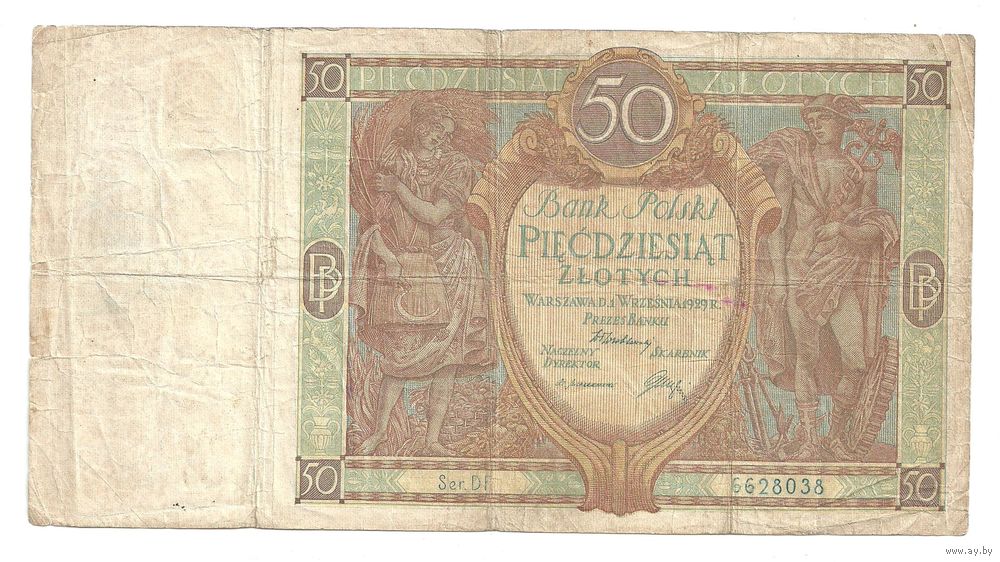 50 PIĘĆDZIESIĄT 50 ZŁOTYCH 50
Bank Polski
PIĘĆDZIESIĄT
ZŁOTYCH
WARSZAWA D. 1 WRZEŚNIA 1929 R.
PREZES BANKU
NACZELNY DYREKTOR
SKARBNIK
BP BP
50 Ser. DF. 6628038 50
www.ay.by